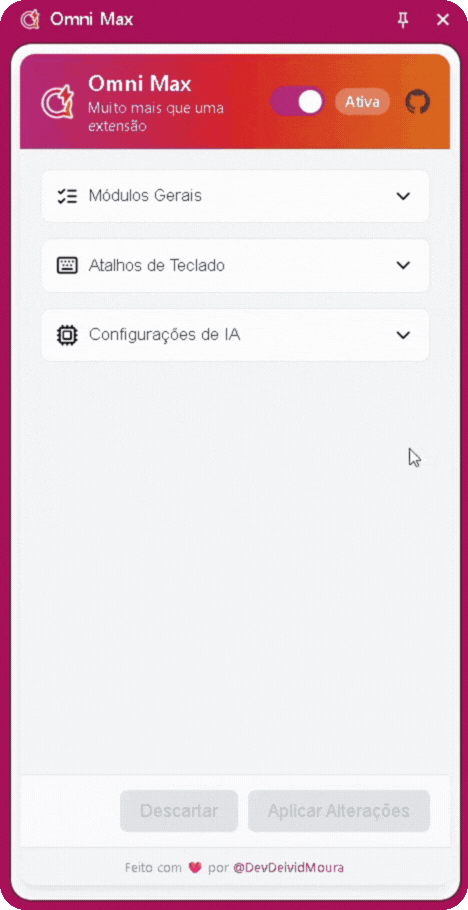 Omni Max
Omni Max
Muito mais que uma
extensão
Ativa
Módulos Gerais
Atalhos de Teclado
Configurações de IA
Descartar
Aplicar Alterações
Feito com ❤️ por @DevDeividMoura